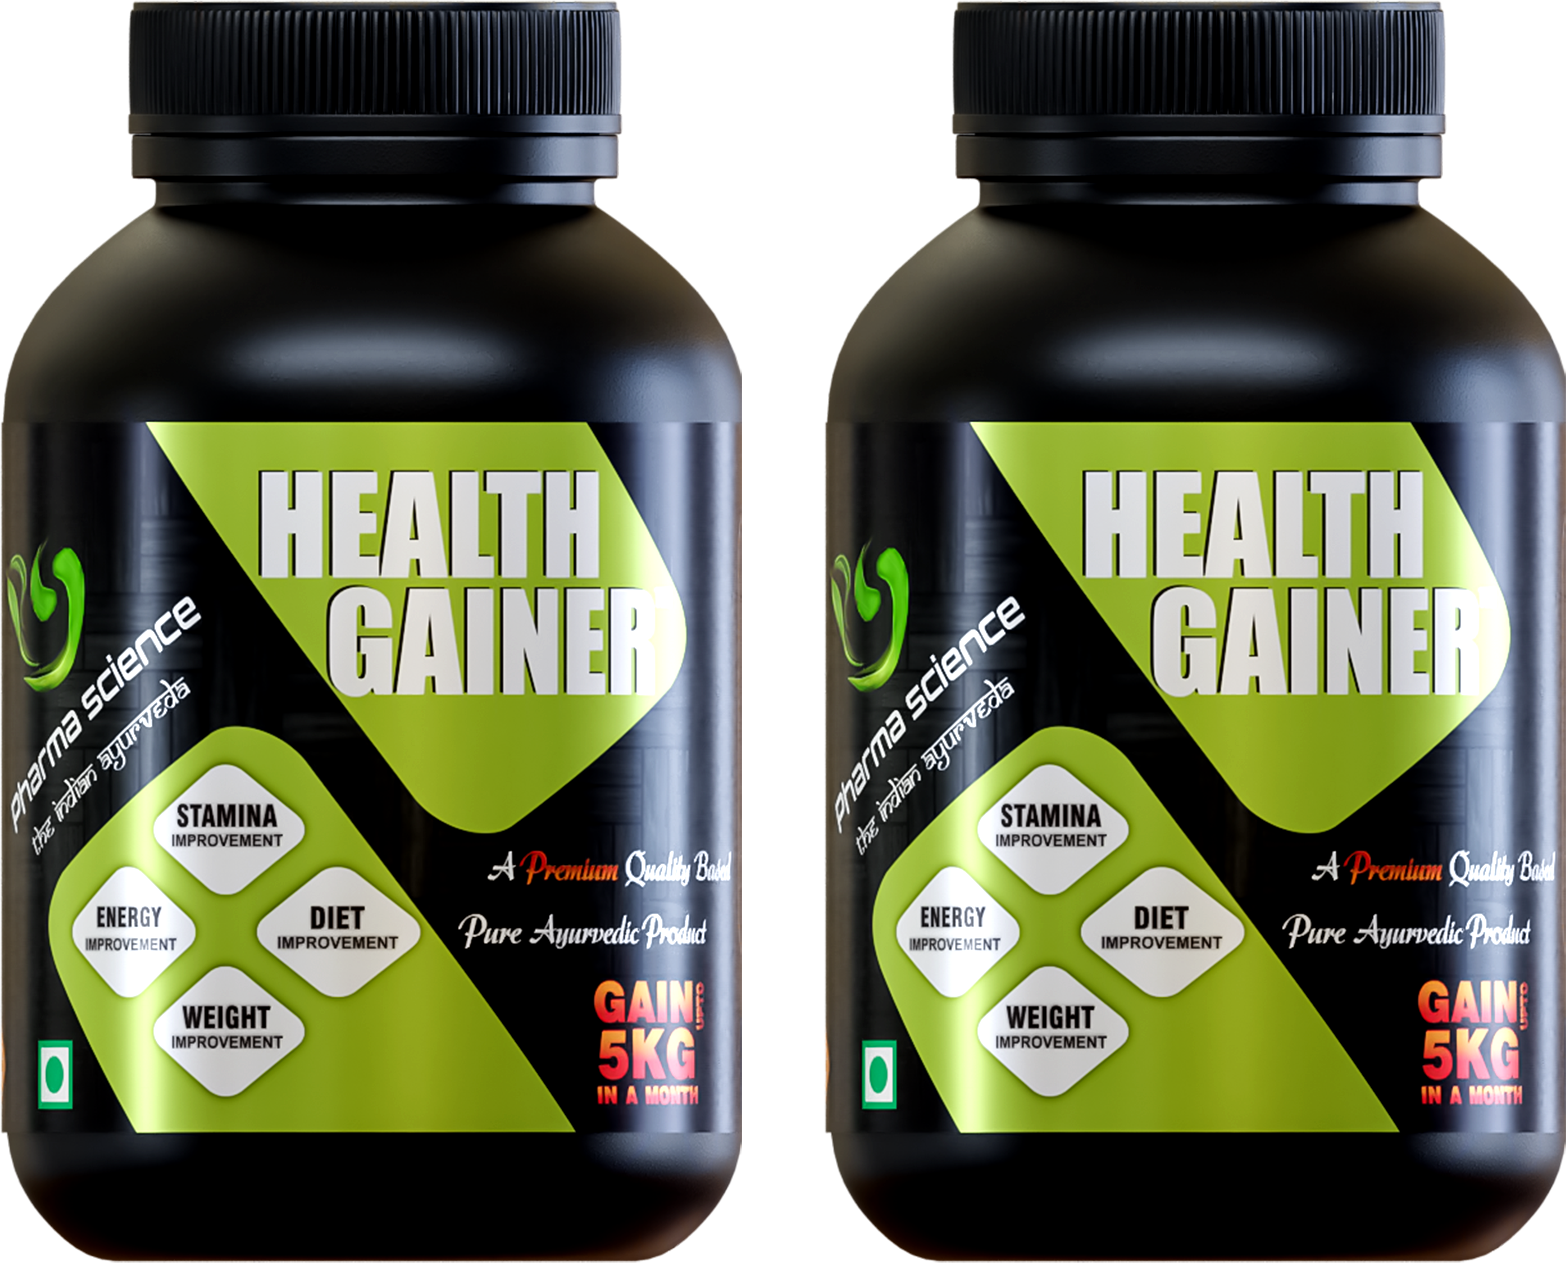 HEALTH
GAINER
pharma science
the indian ayurveda
STAMINA
IMPROVEMENT
ENERGY
IMPROVEMENT
DIET
IMPROVEMENT
WEIGHT
IMPROVEMENT
A Premium Quality Based
Pure Ayurvedic Product
GAIN UPTO
5KG
IN A MONTH
HEALTH
GAINER
pharma science
the indian ayurveda
STAMINA
IMPROVEMENT
ENERGY
IMPROVEMENT
DIET
IMPROVEMENT
WEIGHT
IMPROVEMENT
A Premium Quality Based
Pure Ayurvedic Product
GAIN UPTO
5KG
IN A MONTH